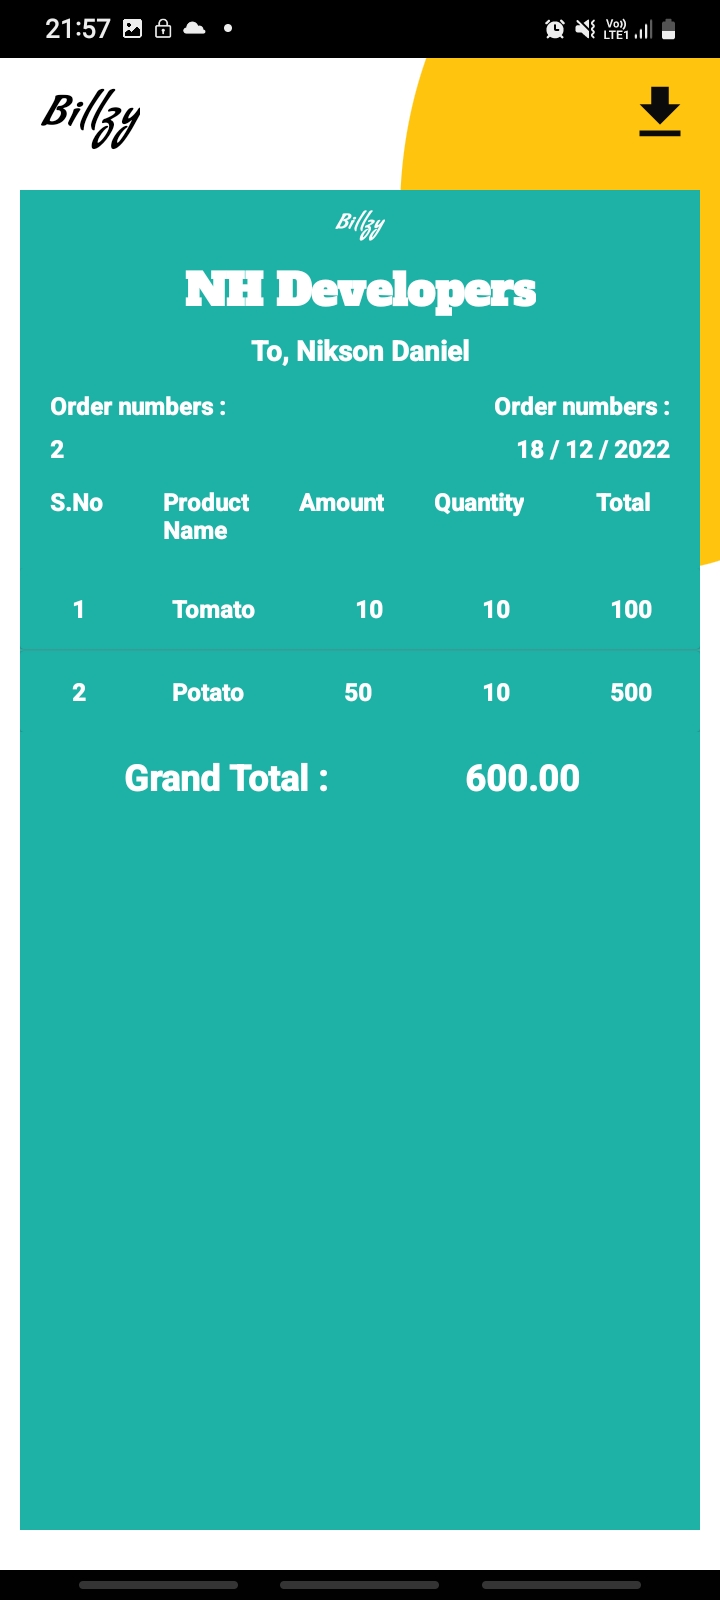 21:57 Vo)) LTE1
Billzy
Billzy
NH Developers
To, Nikson Daniel
Order numbers : Order numbers :
2 18 / 12 / 2022
S.No Product Name Amount Quantity Total
1 Tomato 10 10 100
2 Potato 50 10 500
Grand Total : 600.00